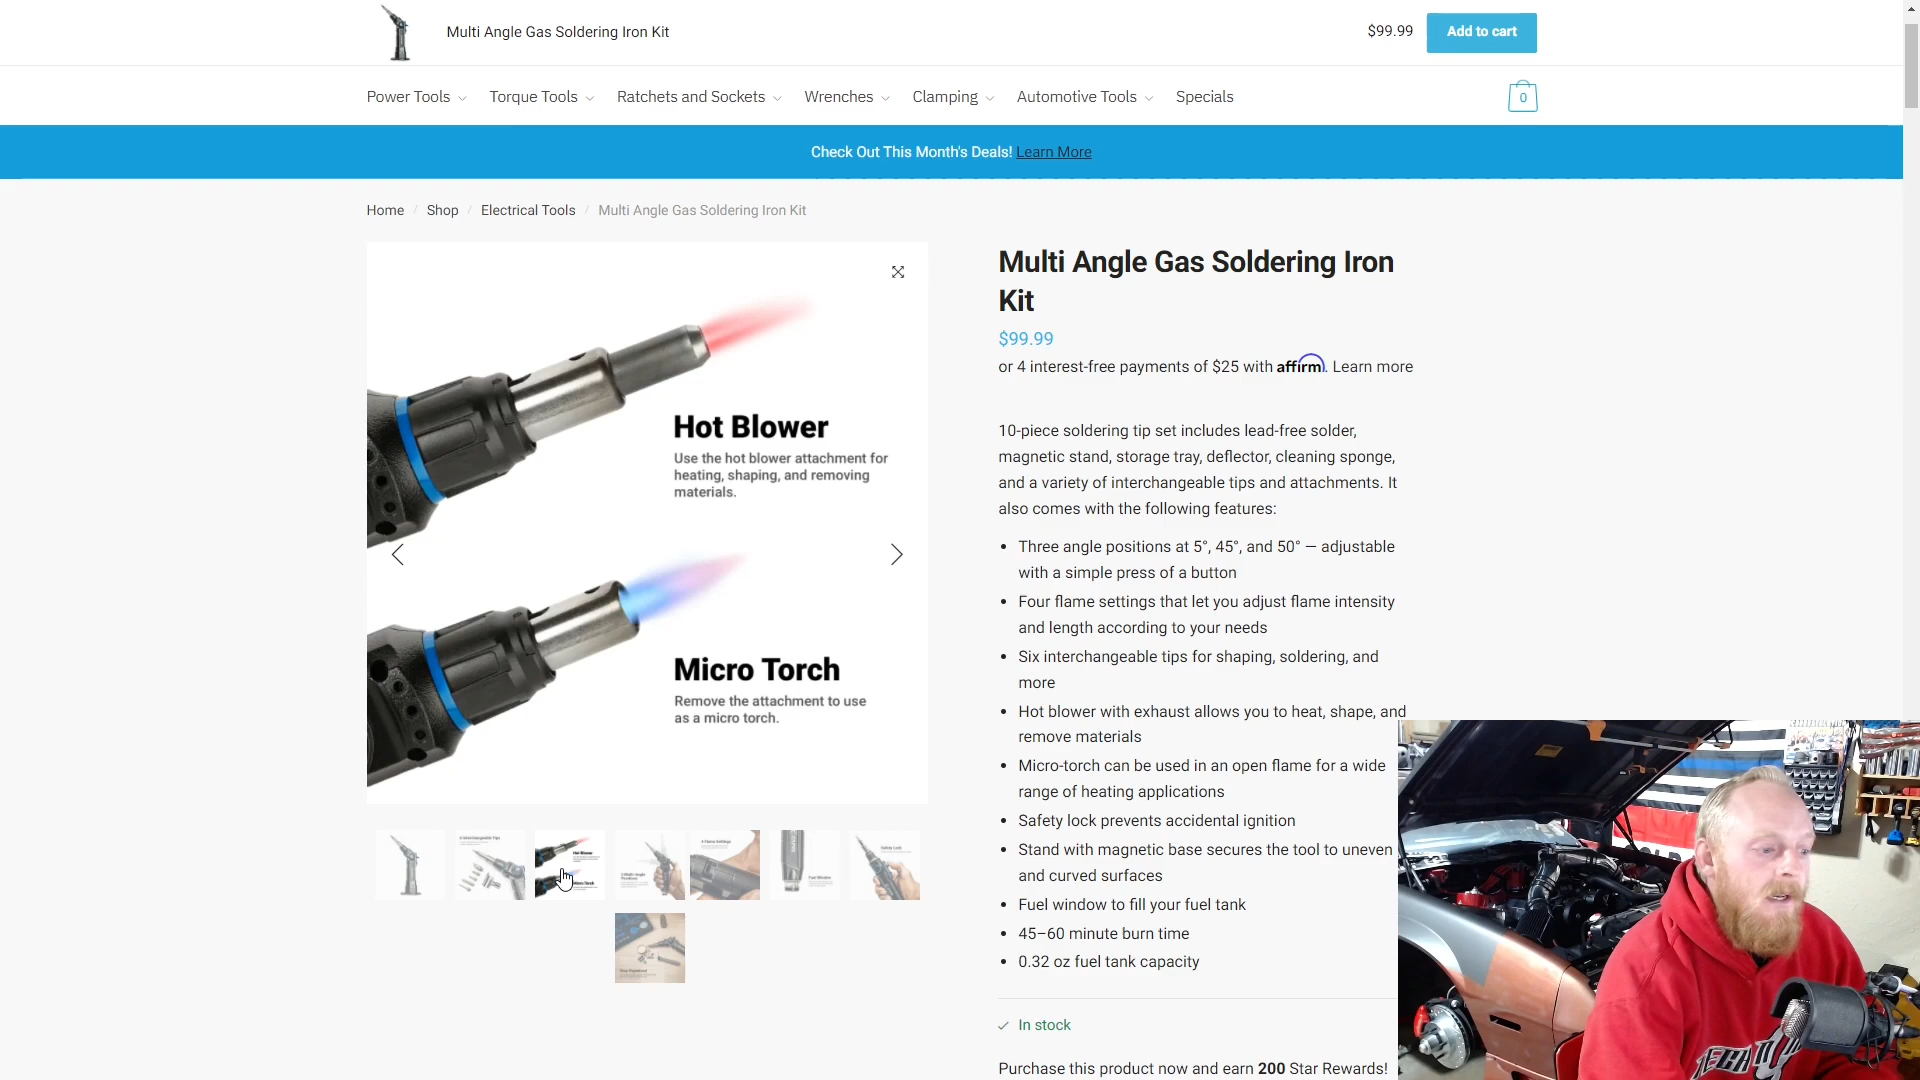 Multi Angle Gas Soldering Iron Kit
$99.99
Add to cart
Power Tools
Torque Tools
Ratchets and Sockets
Wrenches
Clamping
Automotive Tools
Specials
0
Check Out This Month's Deals! Learn More
Home / Shop / Electrical Tools / Multi Angle Gas Soldering Iron Kit
Hot Blower
Use the hot blower attachment for
heating, shaping, and removing
materials.
Micro Torch
Remove the attachment to use
as a micro torch.
Multi Angle Gas Soldering Iron
Kit
$99.99
or 4 interest-free payments of $25 with affirm. Learn more
10-piece soldering tip set includes lead-free solder,
magnetic stand, storage tray, deflector, cleaning sponge,
and a variety of interchangeable tips and attachments. It
also comes with the following features:
• Three angle positions at 5°, 45°, and 50° — adjustable
with a simple press of a button
• Four flame settings that let you adjust flame intensity
and length according to your needs
• Six interchangeable tips for shaping, soldering, and
more
• Hot blower with exhaust allows you to heat, shape, and
remove materials
• Micro-torch can be used in an open flame for a wide
range of heating applications
• Safety lock prevents accidental ignition
• Stand with magnetic base secures the tool to uneven
and curved surfaces
• Fuel window to fill your fuel tank
• 45–60 minute burn time
• 0.32 oz fuel tank capacity
In stock
Purchase this product now and earn 200 Star Rewards!